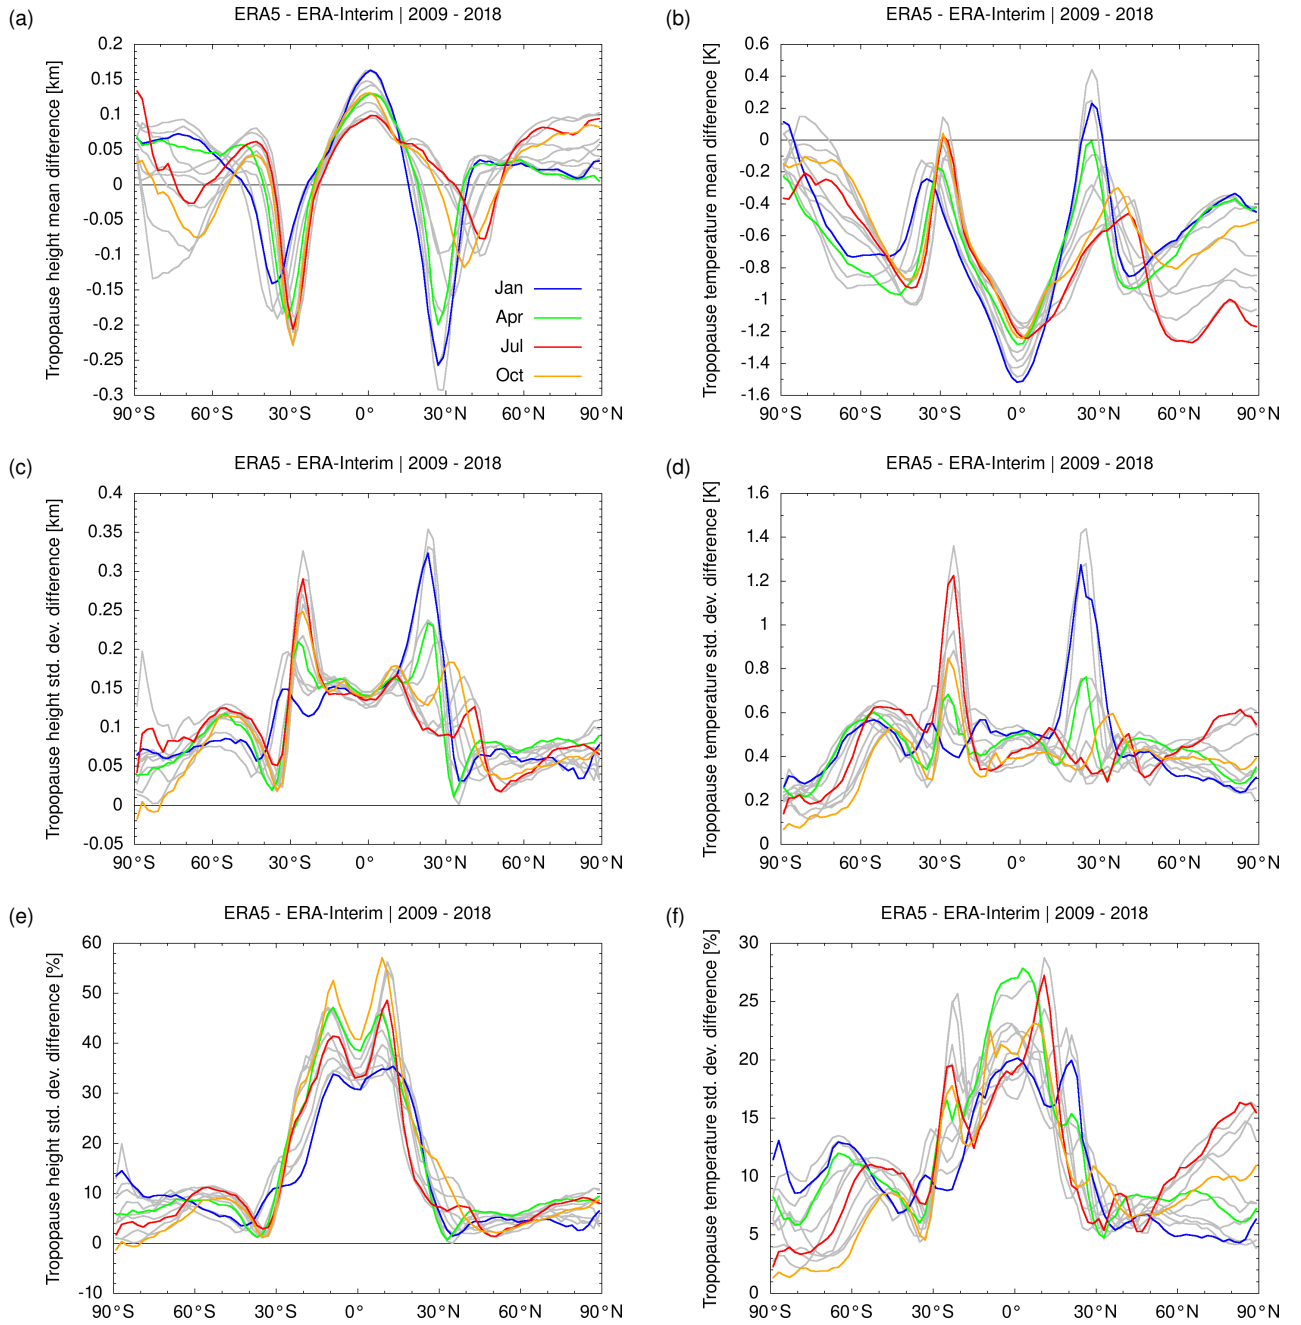 (a)
ERA5 - ERA-Interim | 2009 - 2018
Tropopause height mean difference [km]
0.2
0.15
0.1
0.05
0
-0.05
-0.1
-0.15
-0.2
-0.25
-0.3
90°S
60°S
30°S
0°
30°N
60°N
90°N
Jan
Apr
Jul
Oct
(b)
ERA5 - ERA-Interim | 2009 - 2018
Tropopause temperature mean difference [K]
0.6
0.4
0.2
0
-0.2
-0.4
-0.6
-0.8
-1
-1.2
-1.4
-1.6
90°S
60°S
30°S
0°
30°N
60°N
90°N
(c)
ERA5 - ERA-Interim | 2009 - 2018
Tropopause height std. dev. difference [km]
0.4
0.35
0.3
0.25
0.2
0.15
0.1
0.05
0
-0.05
90°S
60°S
30°S
0°
30°N
60°N
90°N
(d)
ERA5 - ERA-Interim | 2009 - 2018
Tropopause temperature std. dev. difference [K]
1.6
1.4
1.2
1
0.8
0.6
0.4
0.2
0
90°S
60°S
30°S
0°
30°N
60°N
90°N
(e)
ERA5 - ERA-Interim | 2009 - 2018
Tropopause height std. dev. difference [%]
60
50
40
30
20
10
0
-10
90°S
60°S
30°S
0°
30°N
60°N
90°N
(f)
ERA5 - ERA-Interim | 2009 - 2018
Tropopause temperature std. dev. difference [%]
30
25
20
15
10
5
0
90°S
60°S
30°S
0°
30°N
60°N
90°N